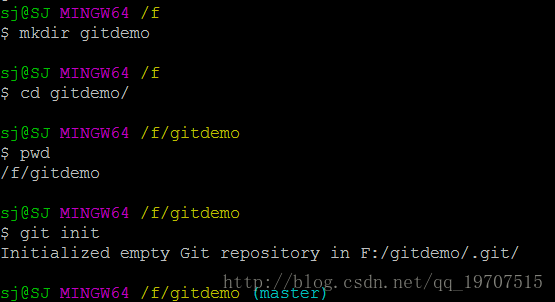 sj@SJ MINGW64 /f
$ mkdir gitdemo
sj@SJ MINGW64 /f
$ cd gitdemo/
sj@SJ MINGW64 /f/gitdemo
$ pwd
/f/gitdemo
sj@SJ MINGW64 /f/gitdemo
$ git init
Initialized empty Git repository in F:/gitdemo/.git/
http://blog.csdn.net/qq_19707515
sj@SJ MINGW64 /f/gitdemo (master)